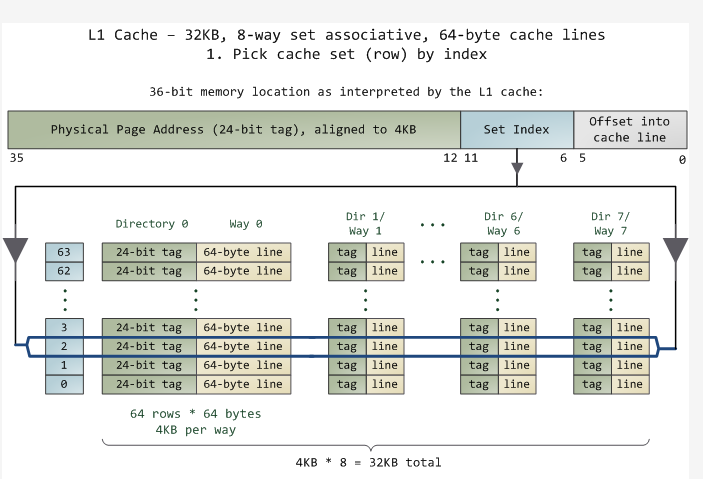 L1 Cache – 32KB, 8-way set associative, 64-byte cache lines
1. Pick cache set (row) by index
36-bit memory location as interpreted by the L1 cache:
Physical Page Address (24-bit tag), aligned to 4KB
Set Index
Offset into
cache line
35 12 11 6 5 0
Directory 0 Way 0
Dir 1/
Way 1
...
Dir 6/
Way 6
Dir 7/
Way 7
63 24-bit tag 64-byte line tag line tag line tag line
62 24-bit tag 64-byte line tag line ... tag line tag line
3 24-bit tag 64-byte line tag line tag line tag line
2 24-bit tag 64-byte line tag line tag line tag line
1 24-bit tag 64-byte line tag line tag line tag line
0 24-bit tag 64-byte line tag line tag line tag line
64 rows * 64 bytes
4KB per way
4KB * 8 = 32KB total